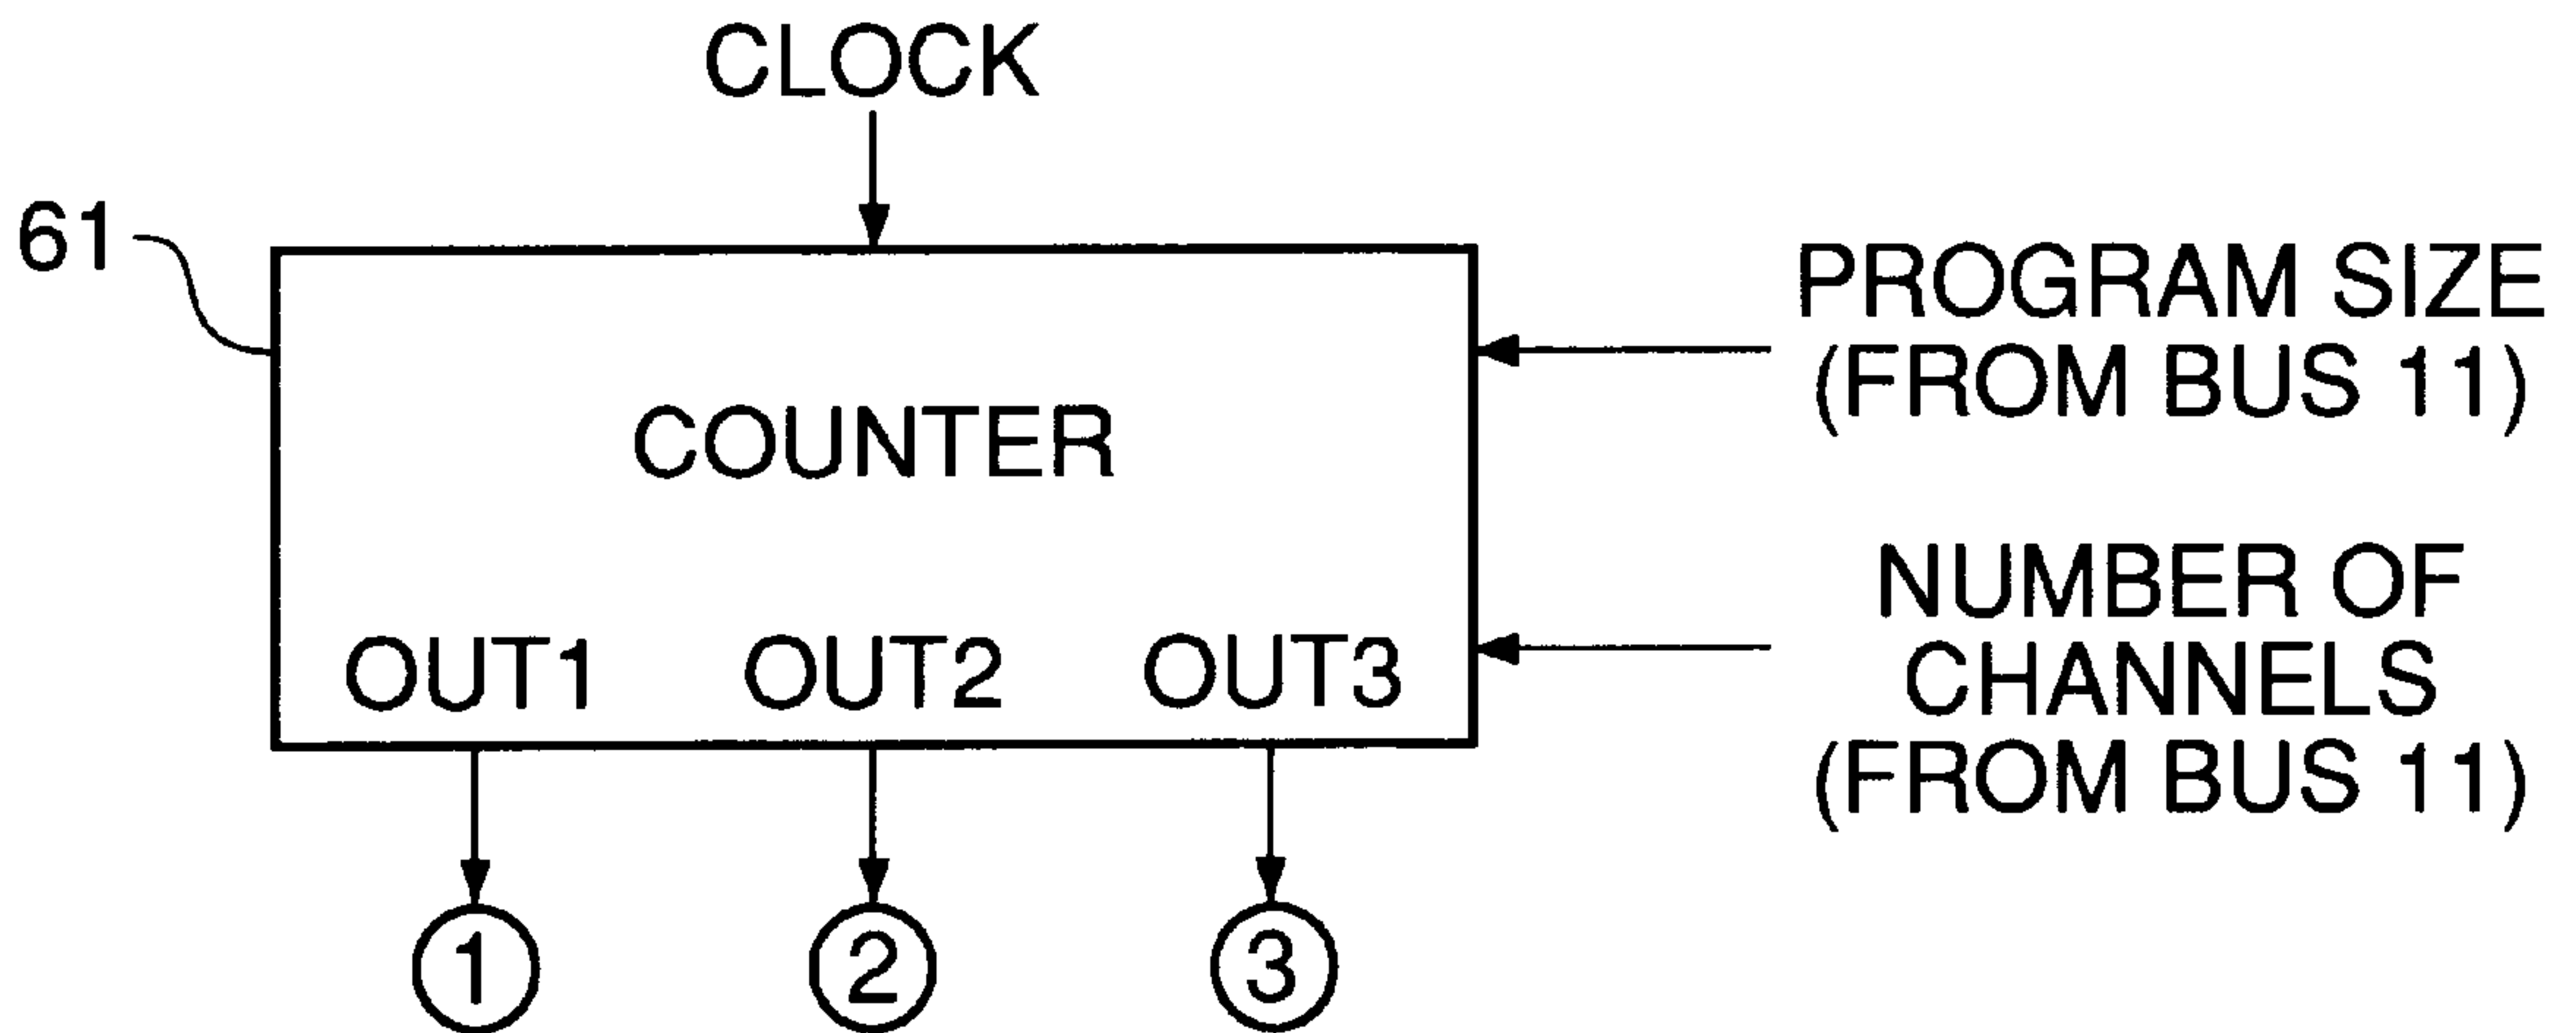 CLOCK
61
PROGRAM SIZE
(FROM BUS 11)
COUNTER
NUMBER OF
CHANNELS
(FROM BUS 11)
OUT1 OUT2 OUT3
1 2 3